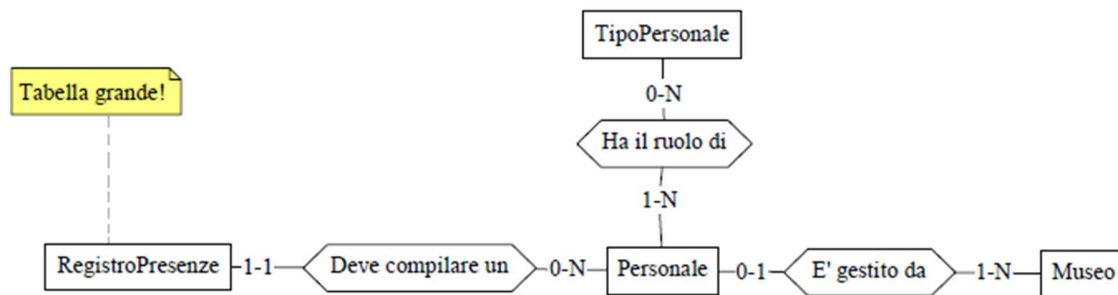 TipoPersonale
Tabella grande!
0-N
Ha il ruolo di
1-N
RegistroPresenze 1-1 Deve compilare un 0-N Personale 0-1 E' gestito da 1-N Museo